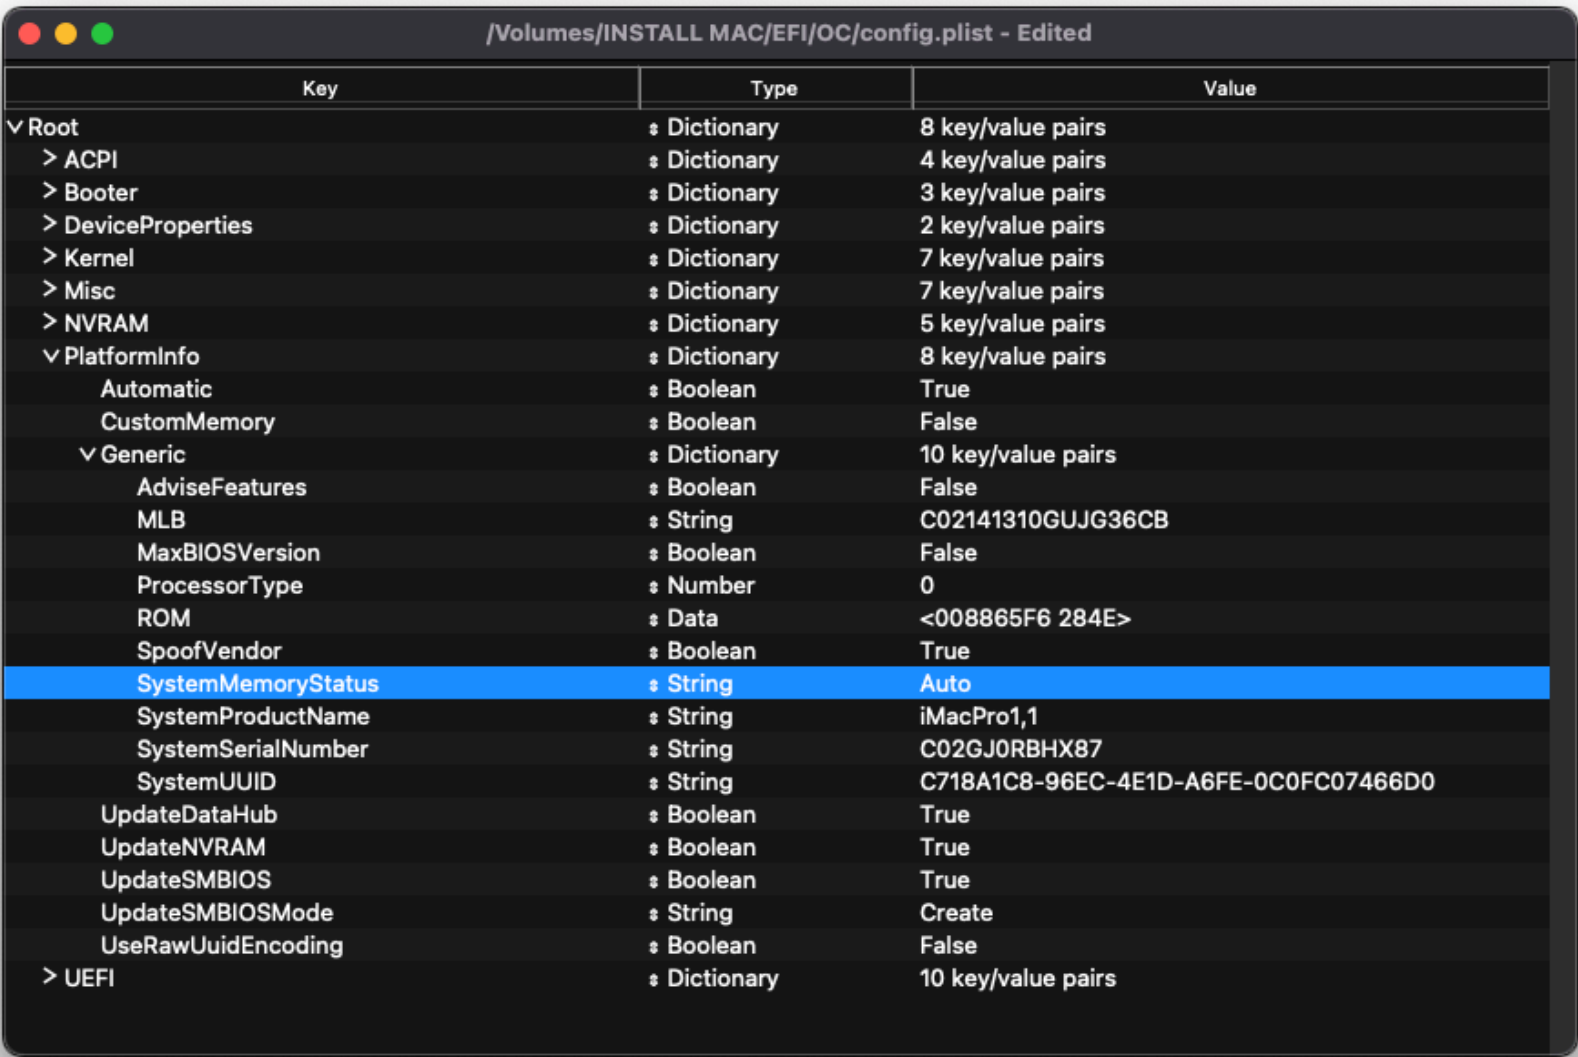 /Volumes/INSTALL MAC/EFI/OC/config.plist - Edited
Key Type Value
Root Dictionary 8 key/value pairs
ACPI Dictionary 4 key/value pairs
Booter Dictionary 3 key/value pairs
DeviceProperties Dictionary 2 key/value pairs
Kernel Dictionary 7 key/value pairs
Misc Dictionary 7 key/value pairs
NVRAM Dictionary 5 key/value pairs
PlatformInfo Dictionary 8 key/value pairs
Automatic Boolean True
CustomMemory Boolean False
Generic Dictionary 10 key/value pairs
AdviseFeatures Boolean False
MLB String C02141310GUJG36CB
MaxBIOSVersion Boolean False
ProcessorType Number 0
ROM Data <008865F6 284E>
SpoofVendor Boolean True
SystemMemoryStatus String Auto
SystemProductName String iMacPro1,1
SystemSerialNumber String C02GJ0RBHX87
SystemUUID String C718A1C8-96EC-4E1D-A6FE-0C0FC07466D0
UpdateDataHub Boolean True
UpdateNVRAM Boolean True
UpdateSMBIOS Boolean True
UpdateSMBIOSMode String Create
UseRawUuidEncoding Boolean False
UEFI Dictionary 10 key/value pairs